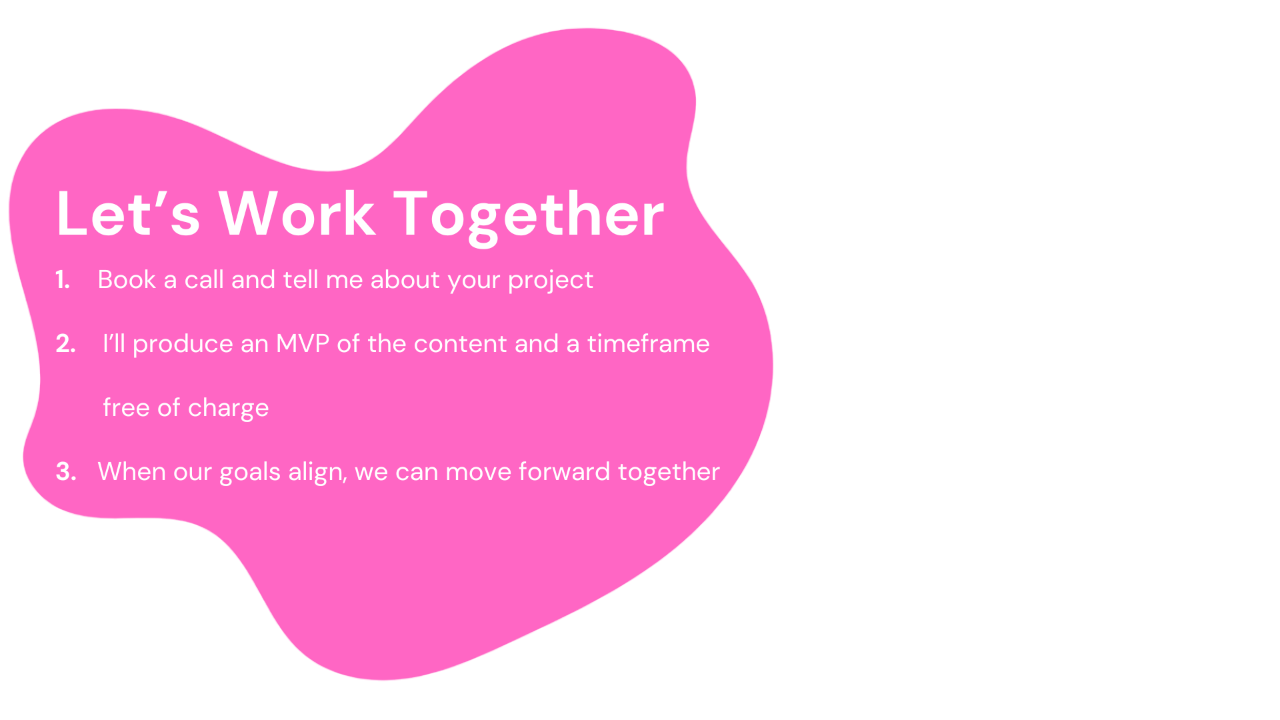 Let’s Work Together
1. Book a call and tell me about your project
2. I’ll produce an MVP of the content and a timeframe
free of charge
3. When our goals align, we can move forward together